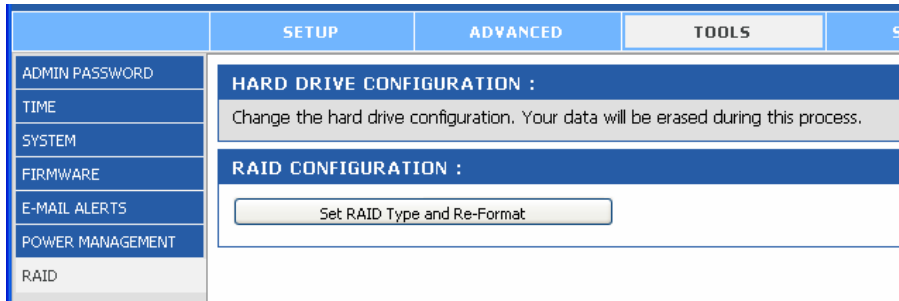 SETUP
ADVANCED
TOOLS
ADMIN PASSWORD
TIME
SYSTEM
FIRMWARE
E-MAIL ALERTS
POWER MANAGEMENT
RAID
HARD DRIVE CONFIGURATION :
Change the hard drive configuration. Your data will be erased during this process.
RAID CONFIGURATION :
Set RAID Type and Re-Format